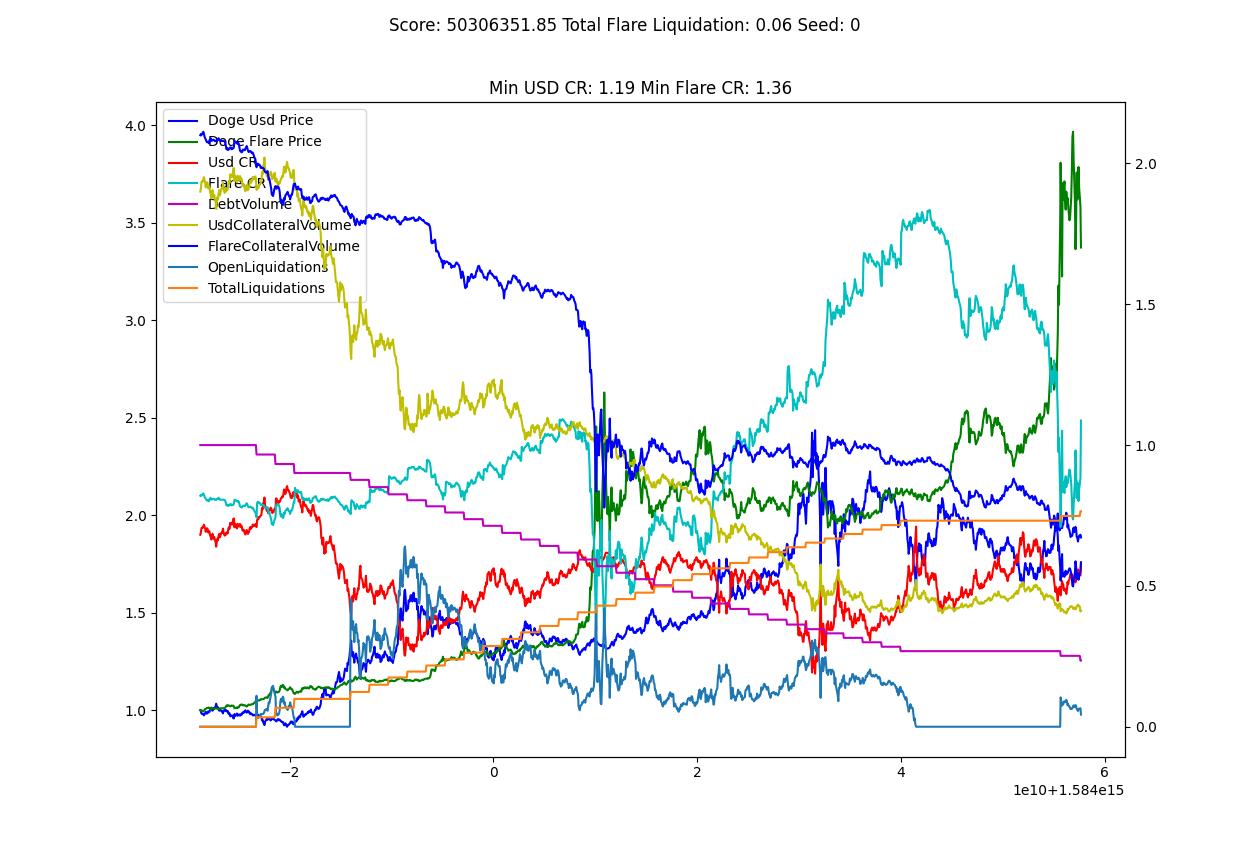 Score: 50306351.85 Total Flare Liquidation: 0.06 Seed: 0
Min USD CR: 1.19 Min Flare CR: 1.36
Doge Usd Price
Doge Flare Price
Usd CR
Flare CR
DebtVolume
UsdCollateralVolume
FlareCollateralVolume
OpenLiquidations
TotalLiquidations
4.0
3.5
3.0
2.5
2.0
1.5
1.0
2.0
1.5
1.0
0.5
0.0
−2
0
2
4
6
1e10+1.584e15